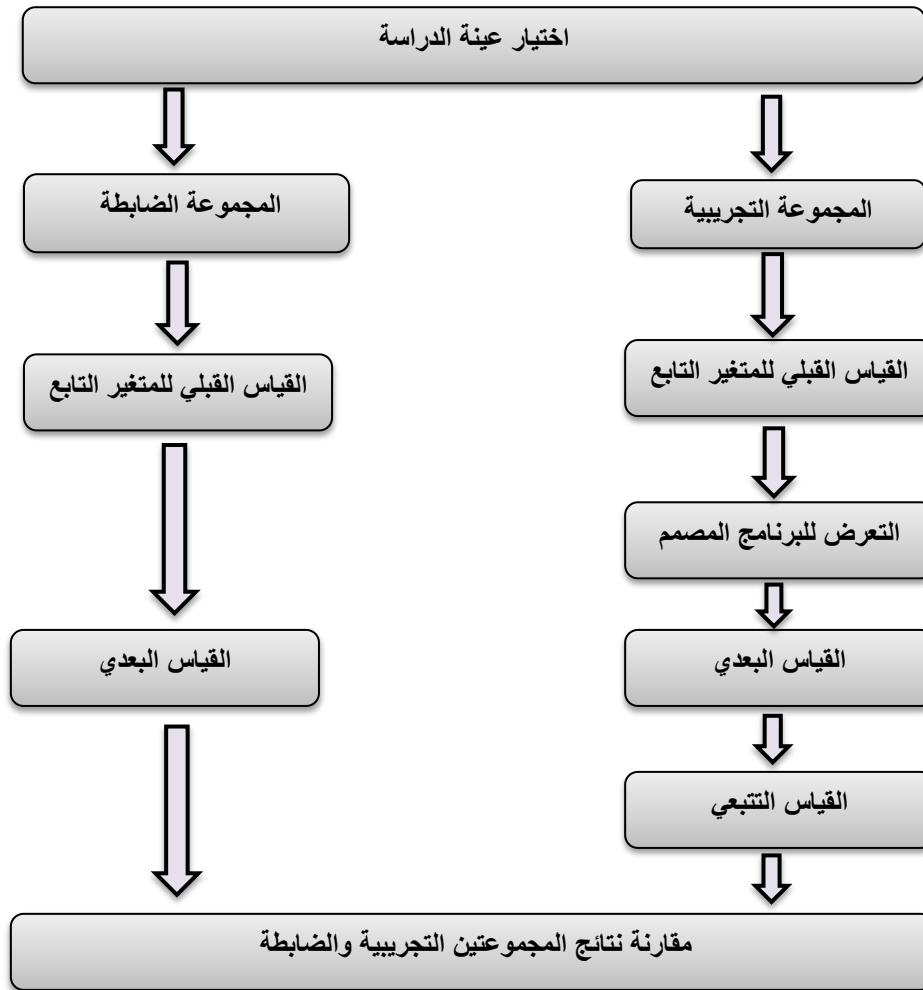 اختيار عينة الدراسة
المجموعة التجريبية
المجموعة الضابطة
القياس القبلي للمتغير التابع
القياس القبلي للمتغير التابع
التعرض للبرنامج المصمم
القياس البعدي
القياس البعدي
القياس التتبعي
مقارنة نتائج المجموعتين التجريبية والضابطة